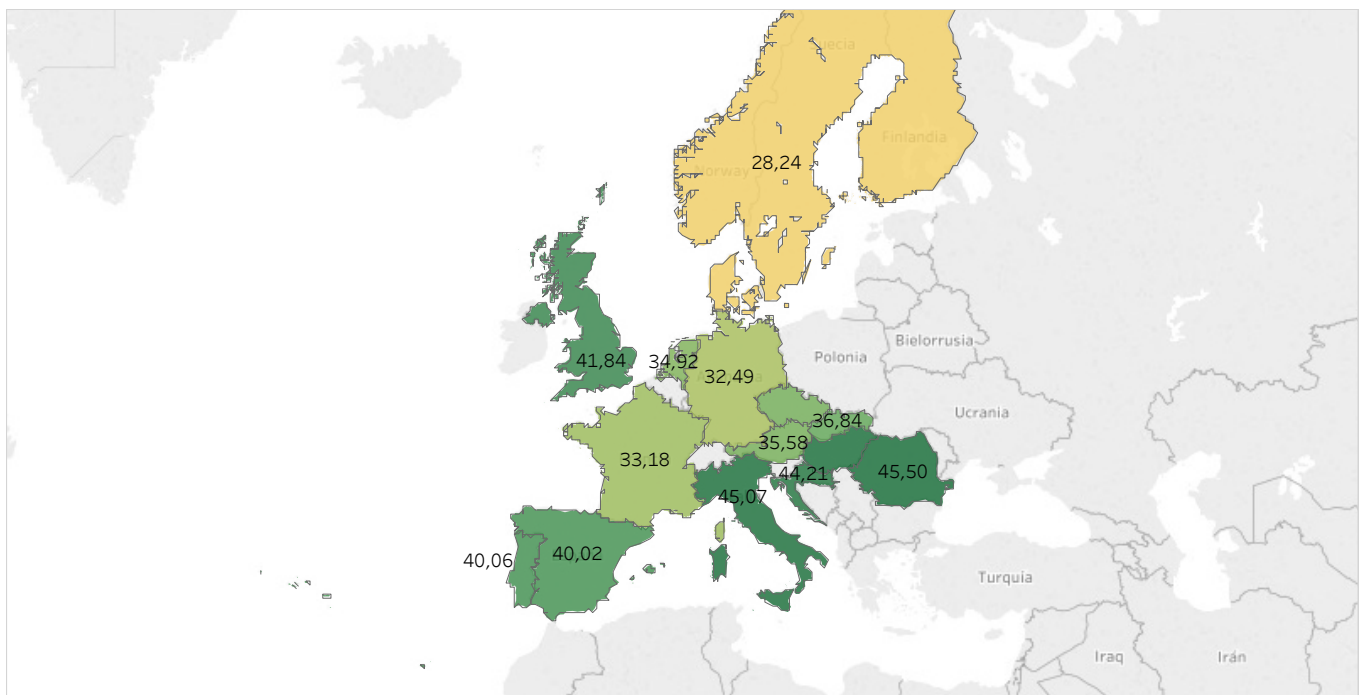 Suecia
Finlandia
28,24
Norway
Bielorrusia
Polonia
41,84
34,92
32,49
Ucrania
36,84
35,58
33,18
44,21
45,50
45,07
40,02
40,06
Turquía
Iraq
Irán